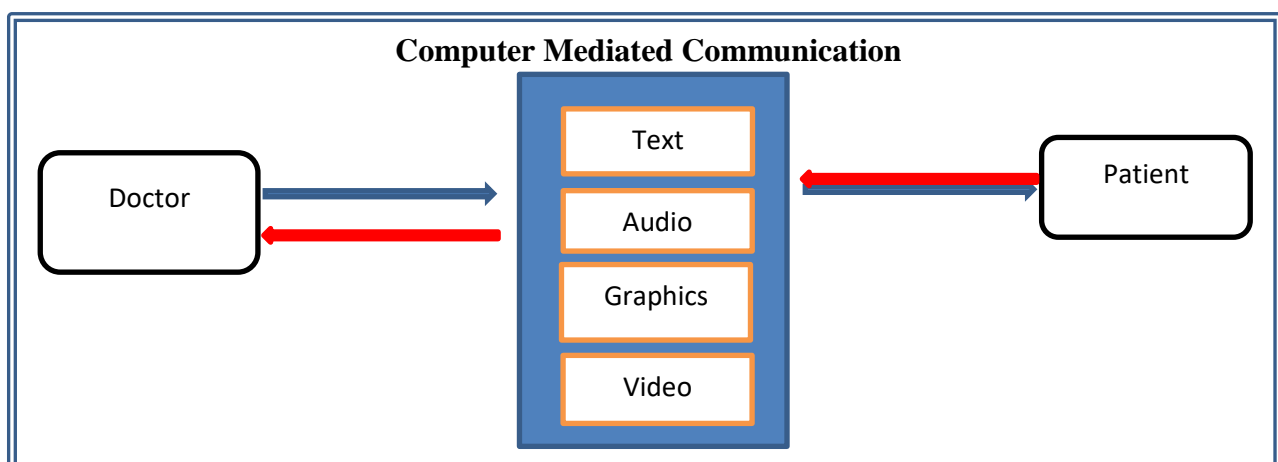 Computer Mediated Communication
Text
Doctor
Patient
Audio
Graphics
Video